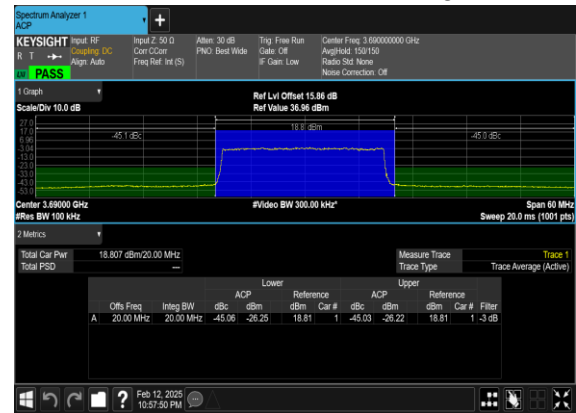 Spectrum Analyzer 1
ACP
+
KEYSIGHT Input: RF Input Z: 50 Ω Atten: 30 dB Trig: Free Run Center Freq: 3.690000000 GHz
R T Coupling: DC Corr CCorr PNO: Best Wide Gate: Off Avg|Hold: 150/150
Align: Auto Freq Ref: Int (S) IF Gain: Low Radio Std: None
PASS Noise Correction: Off
1 Graph
Ref Lvl Offset 15.86 dB
Scale/Div 10.0 dB Ref Value 36.96 dBm
27.0
17.0 18.8 dBm
6.96 -45.1 dBc -45.0 dBc
-3.04
-13.0
-23.0
-33.0
-43.0
-53.0
Center 3.69000 GHz #Video BW 300.00 kHz* Span 60 MHz
#Res BW 100 kHz Sweep 20.0 ms (1001 pts)
2 Metrics
Total Car Pwr 18.807 dBm/20.00 MHz Measure Trace Trace 1
Total PSD --- Trace Type Trace Average (Active)
Lower Upper
ACP Reference ACP Reference
Offs Freq Integ BW dBc dBm dBm Car # dBc dBm dBm Car # Filter
A 20.00 MHz 20.00 MHz -45.06 -26.25 18.81 1 -45.03 -26.22 18.81 1 -3 dB
? Feb 12, 2025
10:57:50 PM